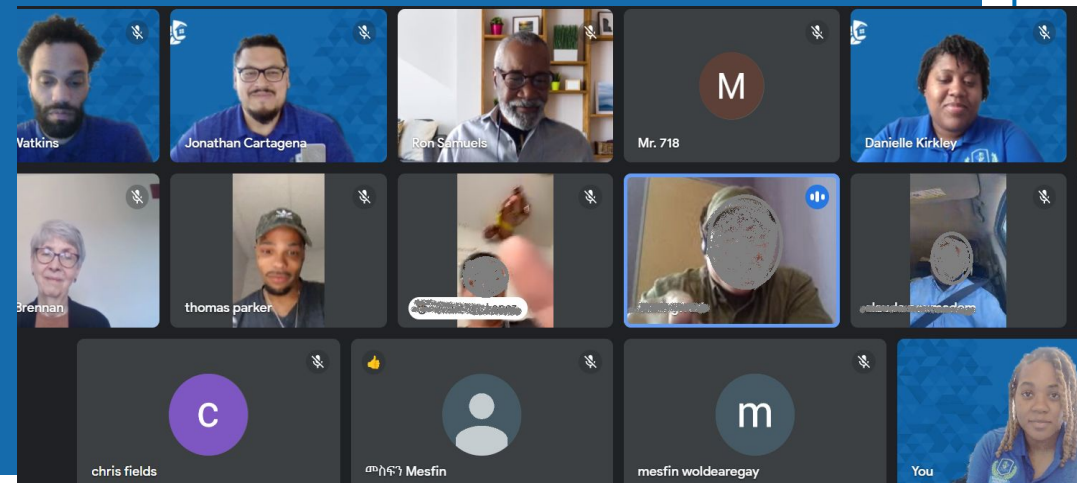 Watkins
Jonathan Cartagena
Ron Samuels
M
Mr. 718
Danielle Kirkley
Brennan
thomas parker
c
chris fields
👍
መስፍን Mesfin
m
mesfin woldearegay
You